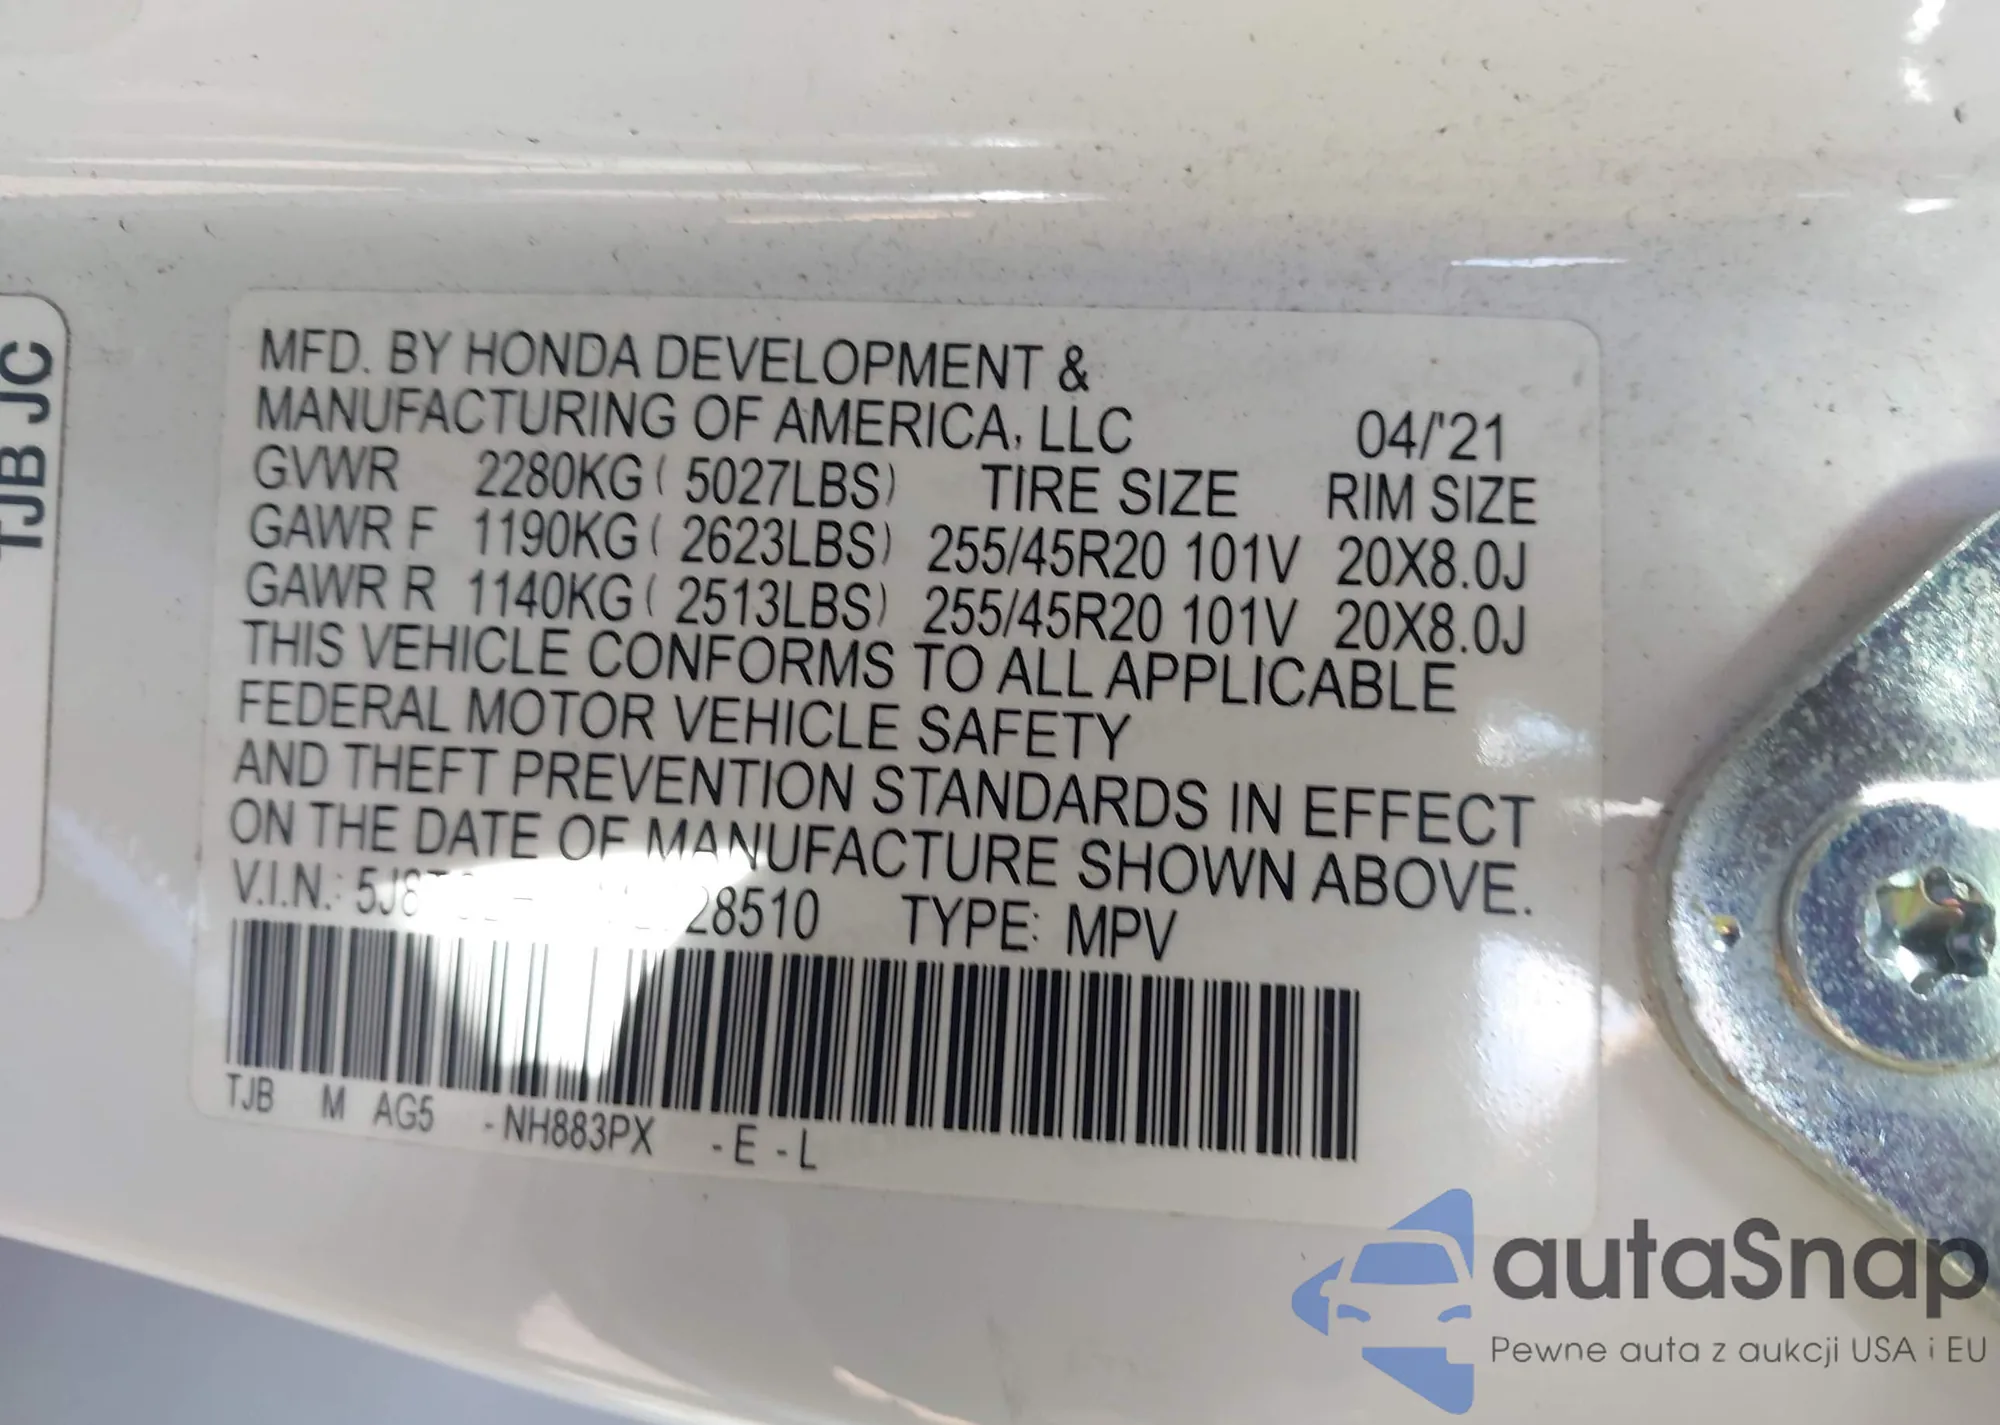 TJB JC
MFD. BY HONDA DEVELOPMENT &
MANUFACTURING OF AMERICA, LLC 04/'21
GVWR 2280KG ( 5027LBS) TIRE SIZE RIM SIZE
GAWR F 1190KG ( 2623LBS) 255/45R20 101V 20X8.0J
GAWR R 1140KG ( 2513LBS) 255/45R20 101V 20X8.0J
THIS VEHICLE CONFORMS TO ALL APPLICABLE
FEDERAL MOTOR VEHICLE SAFETY
AND THEFT PREVENTION STANDARDS IN EFFECT
ON THE DATE OF MANUFACTURE SHOWN ABOVE.
V.I.N.: TYPE: MPV
TJB M AG5 -NH883PX -E -L
autaSnap
Pewne auta z aukcji USA i EU